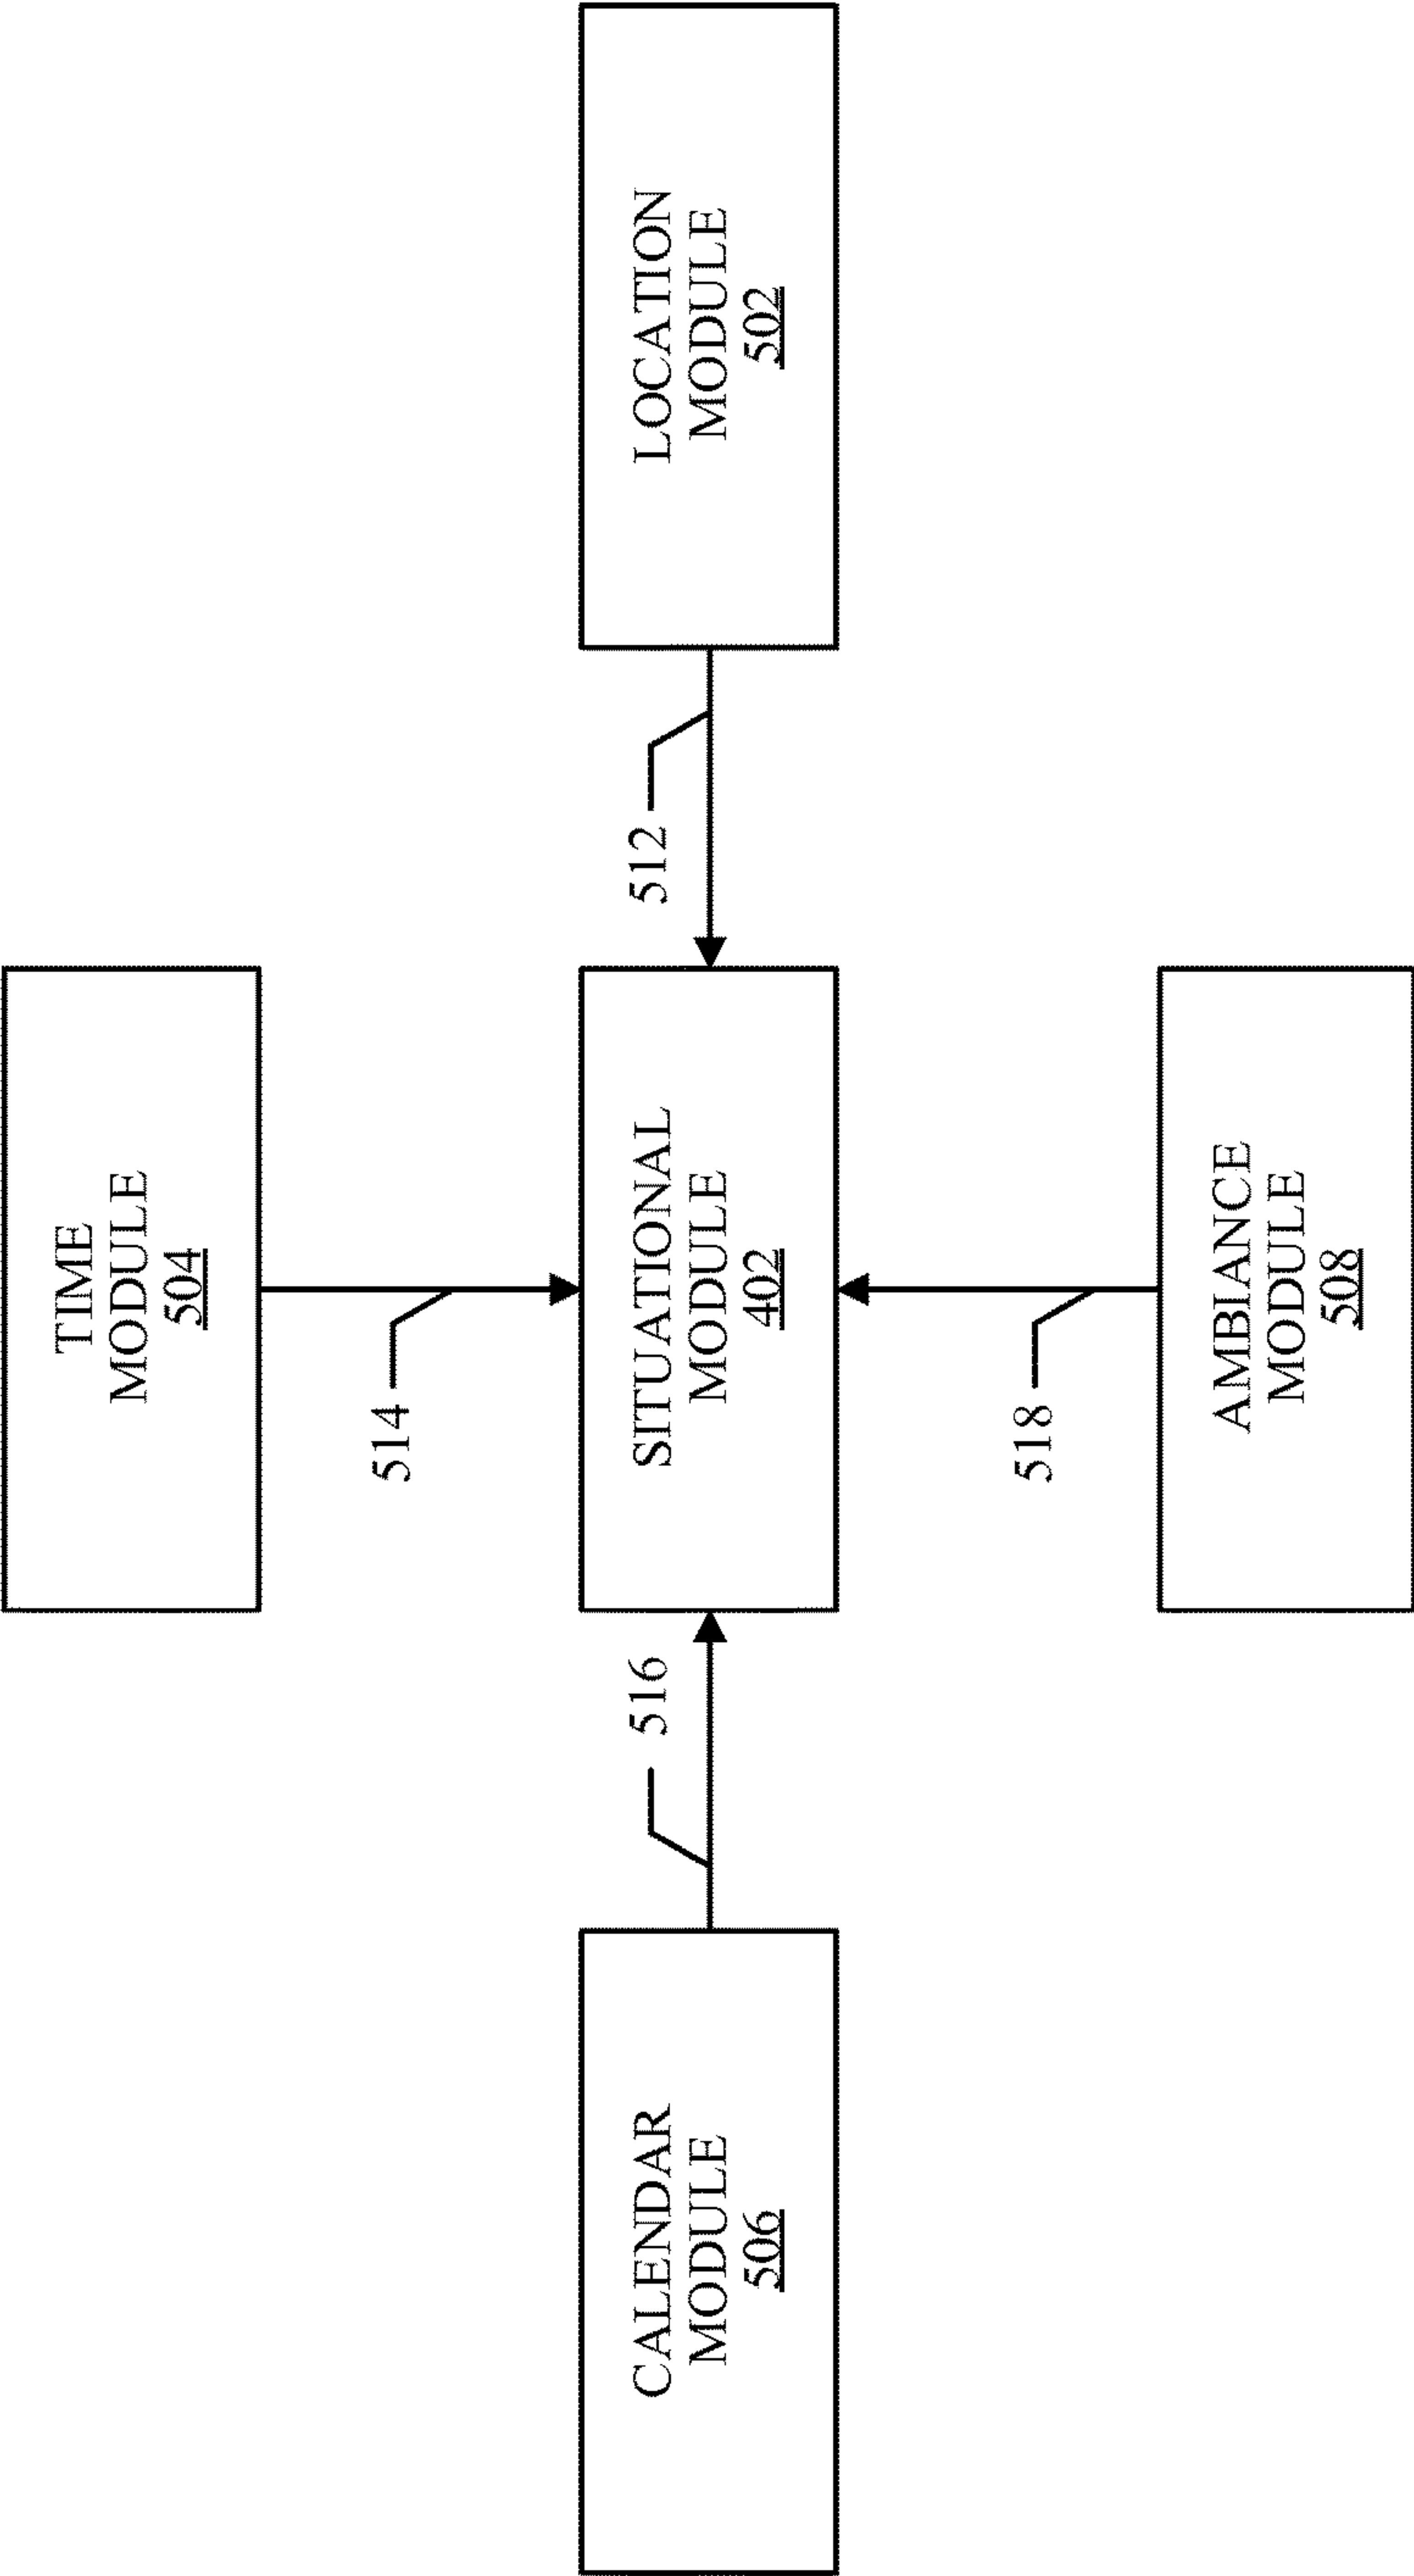 TIME
MODULE
504
514
CALENDAR
MODULE
506
516
SITUATIONAL
MODULE
402
512
LOCATION
MODULE
502
518
AMBIANCE
MODULE
508